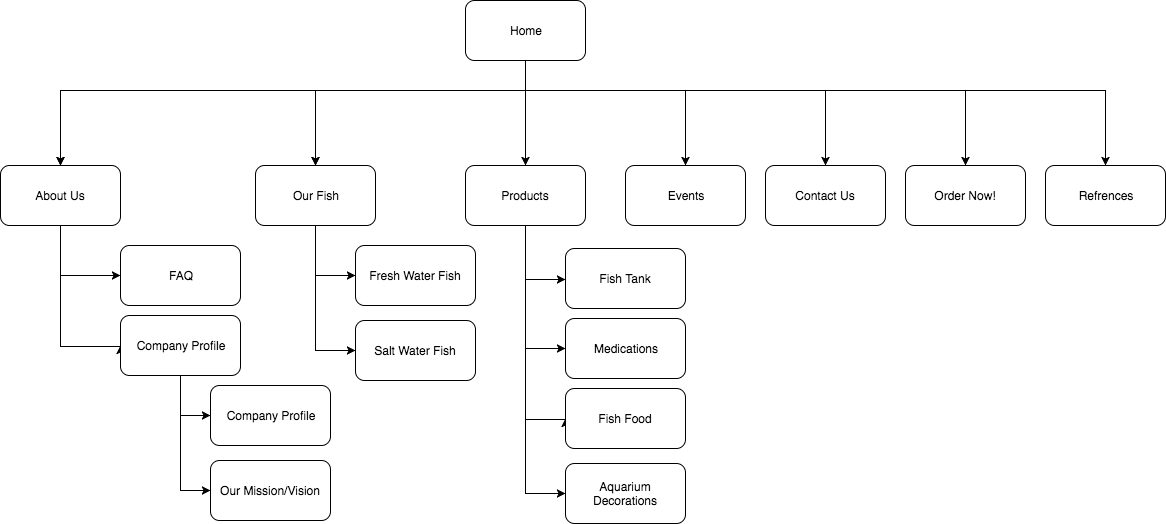 Home
About Us
Our Fish
Products
Events
Contact Us
Order Now!
Refrences
FAQ
Company Profile
Company Profile
Our Mission/Vision
Fresh Water Fish
Salt Water Fish
Fish Tank
Medications
Fish Food
Aquarium
Decorations